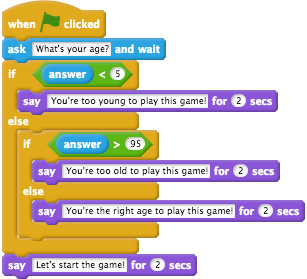 when clicked
ask What's your age? and wait
if answer < 5
say You're too young to play this game! for 2 secs
else
if answer > 95
say You're too old to play this game! for 2 secs
else
say You're the right age to play this game! for 2 secs
say Let's start the game! for 2 secs